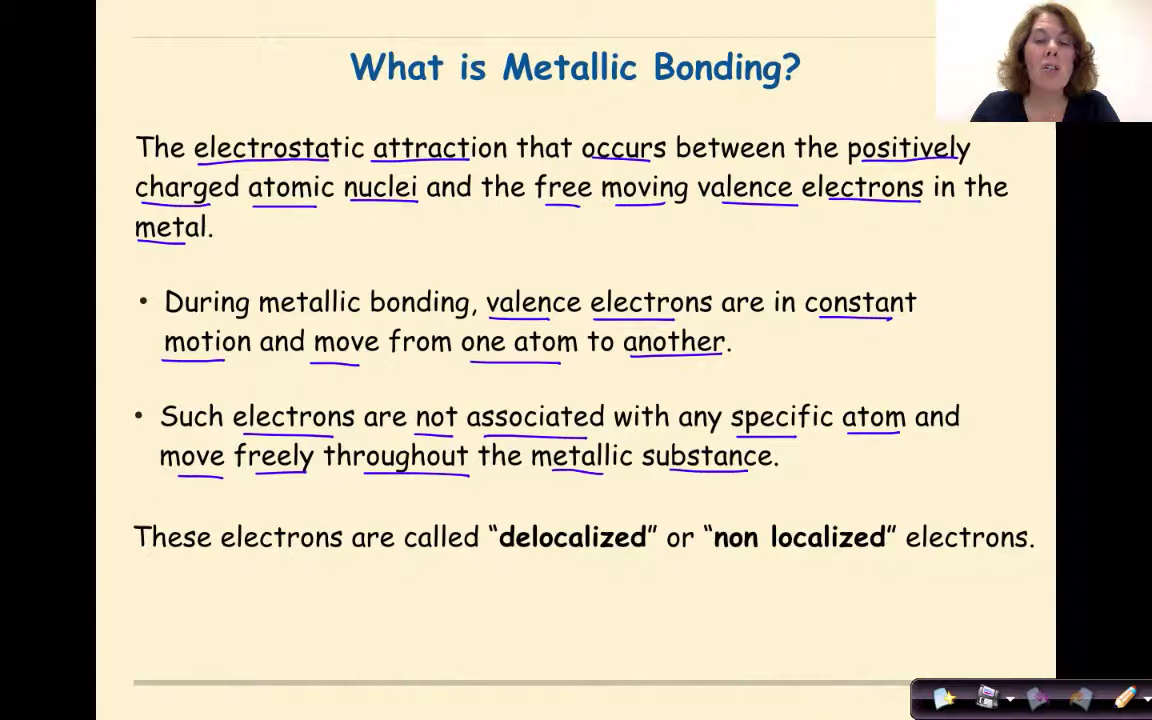 What is Metallic Bonding?
The electrostatic attraction that occurs between the positively
charged atomic nuclei and the free moving valence electrons in the
metal.
• During metallic bonding, valence electrons are in constant
motion and move from one atom to another.
• Such electrons are not associated with any specific atom and
move freely throughout the metallic substance.
These electrons are called “delocalized” or “non localized” electrons.